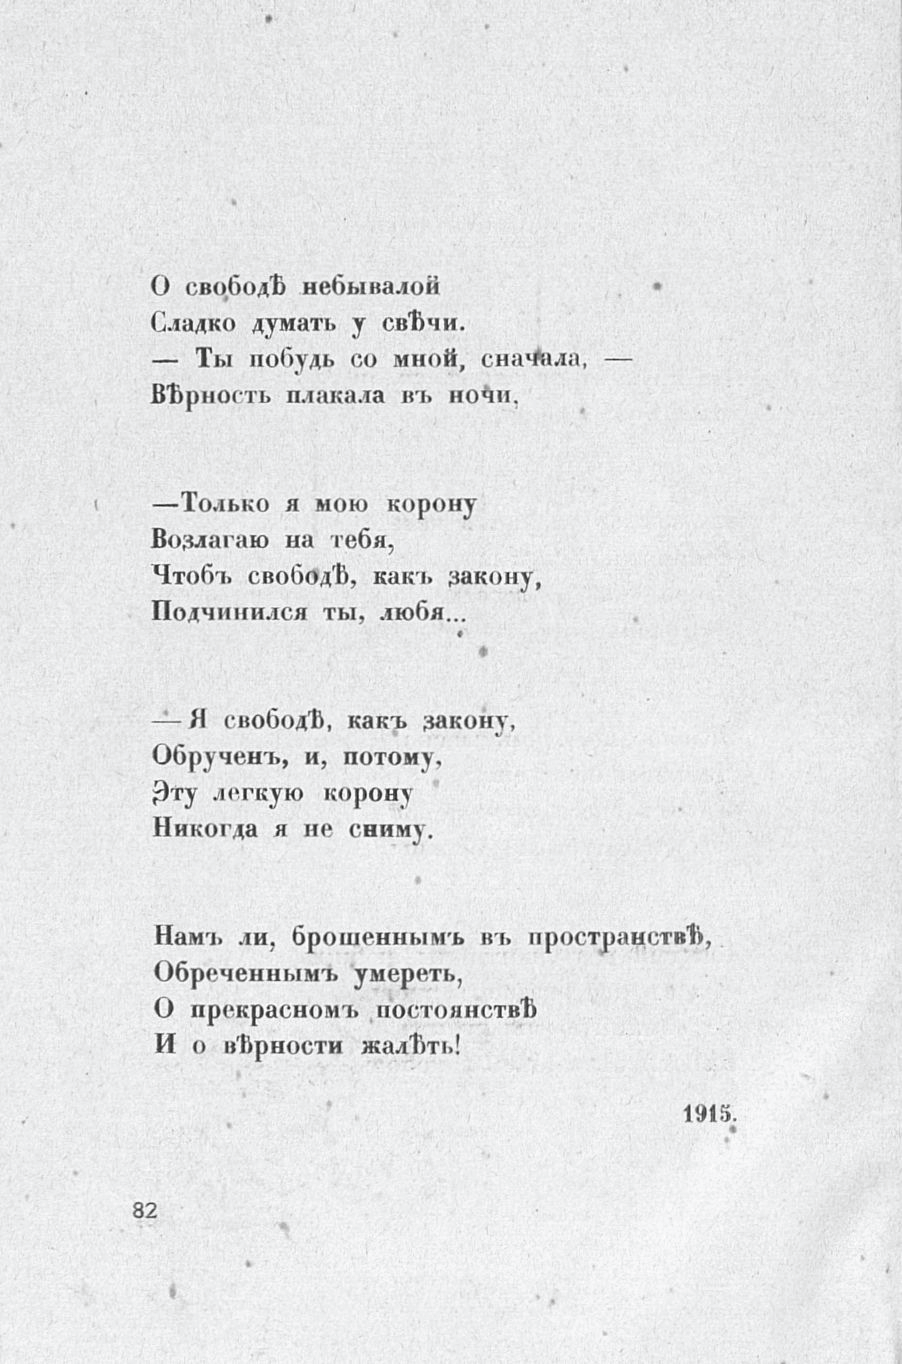 О свободѣ небывалой
Сладко думать у свѣчи.
— Ты побудь со мной, сначала, —
Вѣрность плакала въ ночи,
—Только я мою корону
Возлагаю на тебя,
Чтобъ свободѣ, какъ закону,
Подчинился ты, любя...
— Я свободѣ, какъ закону,
Обрученъ, и, потому,
Эту легкую корону
Никогда я не сниму.
Намъ ли, брошеннымъ въ пространствѣ,
Обреченнымъ умереть,
О прекрасномъ постоянствѣ
И о вѣрности жалѣть!
1915.
82